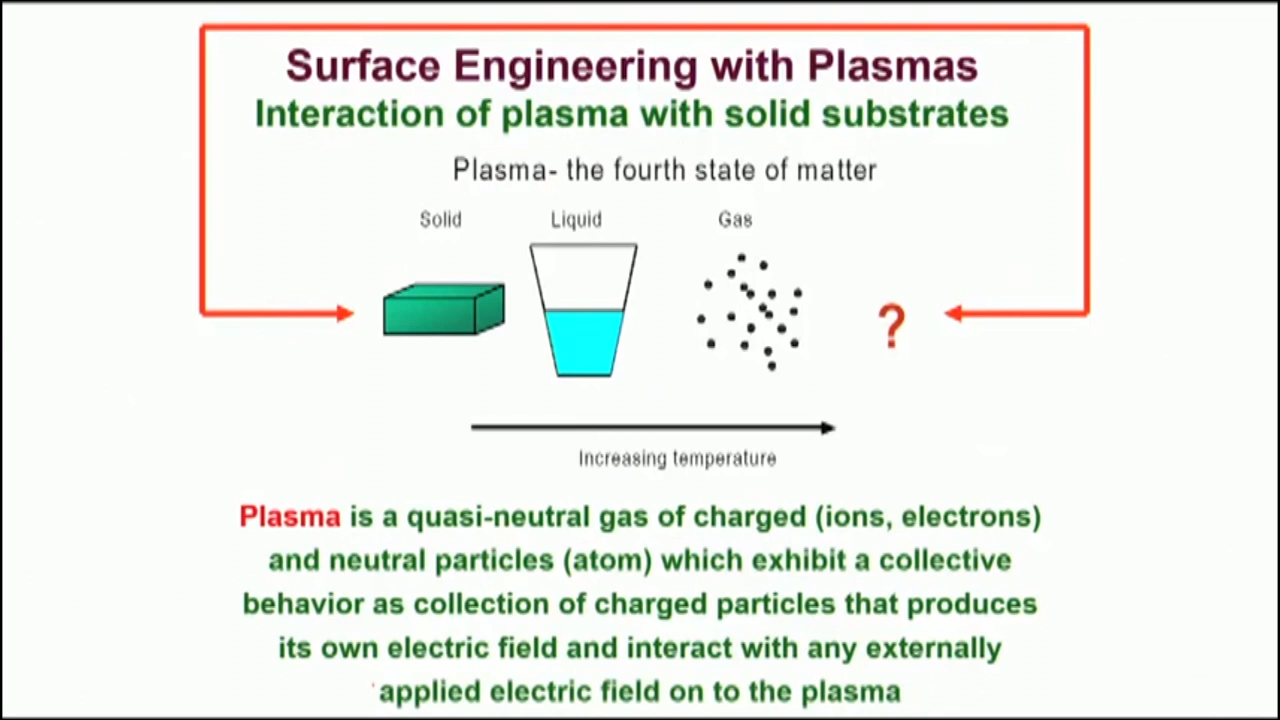 Surface Engineering with Plasmas
Interaction of plasma with solid substrates
Plasma- the fourth state of matter
Solid Liquid Gas
?
Increasing temperature
Plasma is a quasi-neutral gas of charged (ions, electrons)
and neutral particles (atom) which exhibit a collective
behavior as collection of charged particles that produces
its own electric field and interact with any externally
applied electric field on to the plasma